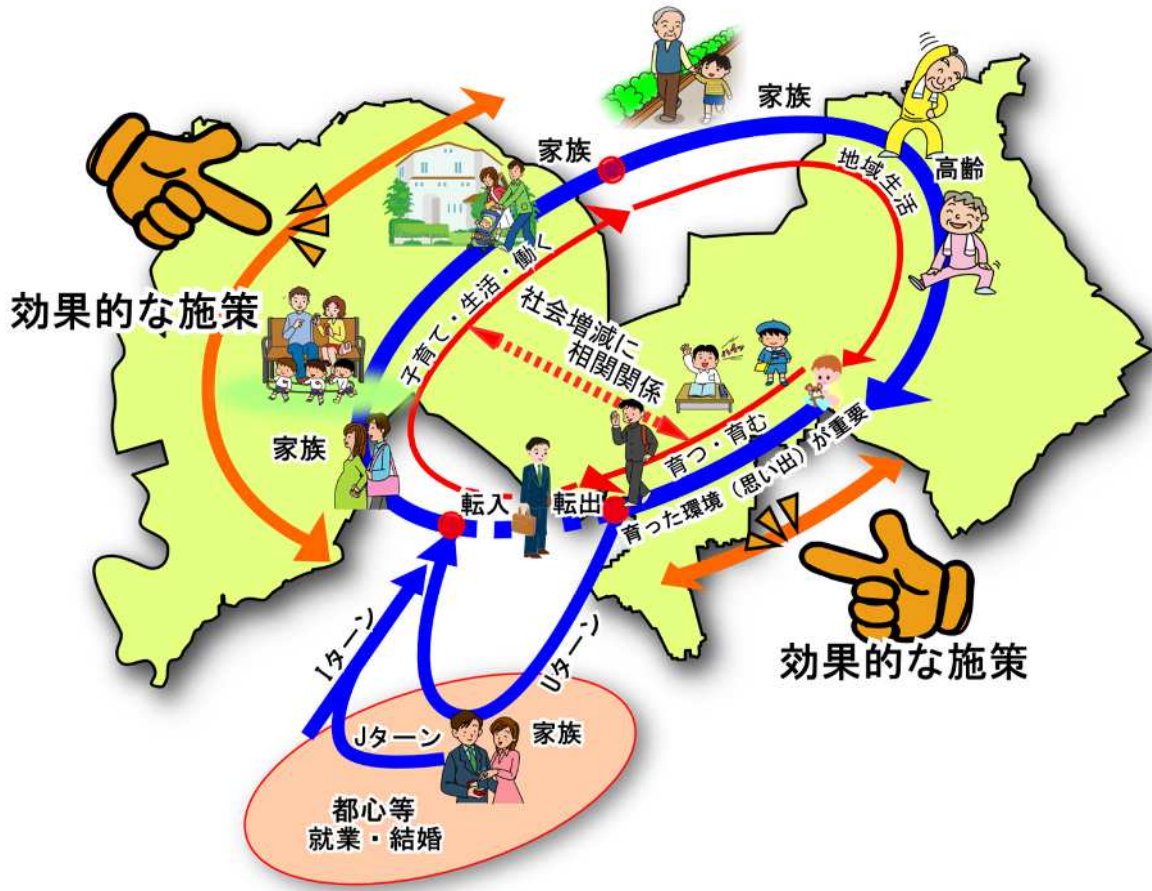 家族
家族
高齢
地域生活
効果的な施策
子育て・生活・働く
社会増減に
相関関係
家族
育つ・育む
育った環境（思い出）が重要
転入
転出
効果的な施策
Iターン
Uターン
Jターン
家族
都心等
就業・結婚